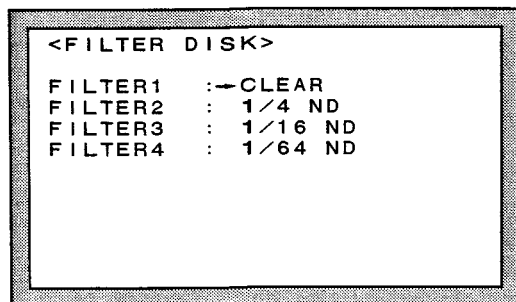 <FILTER DISK>
FILTER1 :→CLEAR
FILTER2 : 1/4 ND
FILTER3 : 1/16 ND
FILTER4 : 1/64 ND